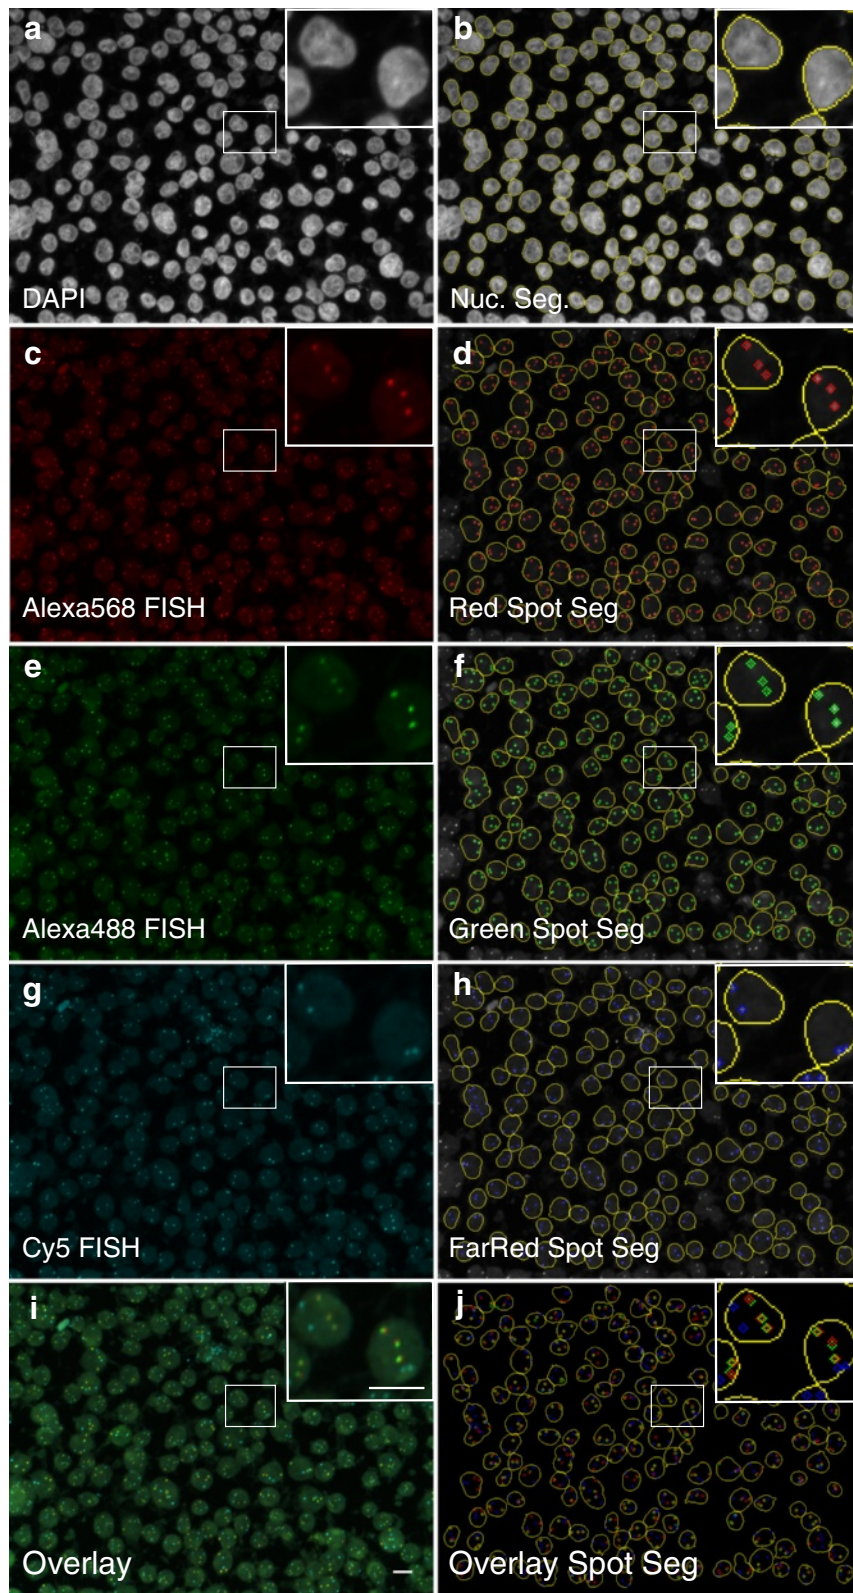 a
DAPI
b
Nuc. Seg.
c
Alexa568 FISH
d
Red Spot Seg
e
Alexa488 FISH
f
Green Spot Seg
g
Cy5 FISH
h
FarRed Spot Seg
i
Overlay
j
Overlay Spot Seg